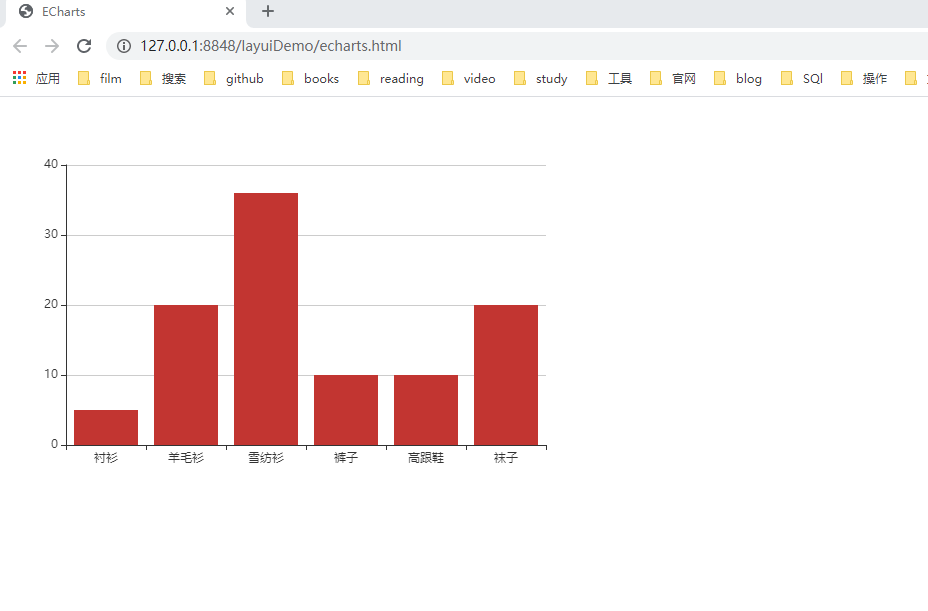 ECharts
127.0.0.1:8848/layuiDemo/echarts.html
应用 film 搜索 github books reading video study 工具 官网 blog SQl 操作
40
30
20
10
0
衬衫 羊毛衫 雪纺衫 裤子 高跟鞋 袜子